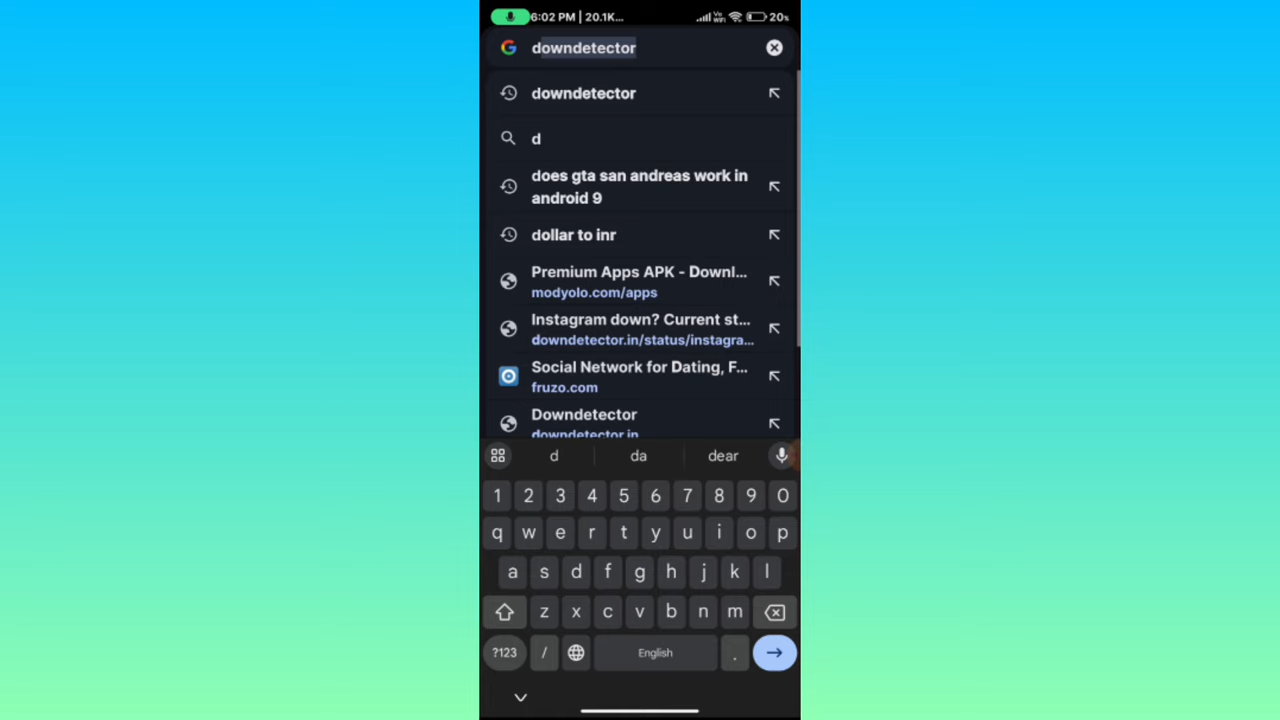 6:02 PM | 20.1K...
Vo
WiFi
20%
downdetector
downdetector
d
does gta san andreas work in
android 9
dollar to inr
Premium Apps APK - Downl...
modyolo.com/apps
Instagram down? Current st...
downdetector.in/status/instagra...
Social Network for Dating, F...
fruzo.com
Downdetector
downdetector.in
d da dear
1 2 3 4 5 6 7 8 9 0
q w e r t y u i o p
a s d f g h j k l
z x c v b n m
?123 / English .